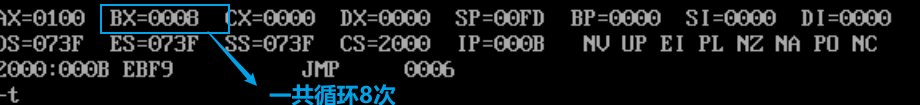 AX=0100 BX=0008 CX=0000 DX=0000 SP=00FD BP=0000 SI=0000 DI=0000
DS=073F ES=073F SS=073F CS=2000 IP=000B NV UP EI PL NZ NA PO NC
2000:000B EBF9 JMP 0006
-t
一共循环8次